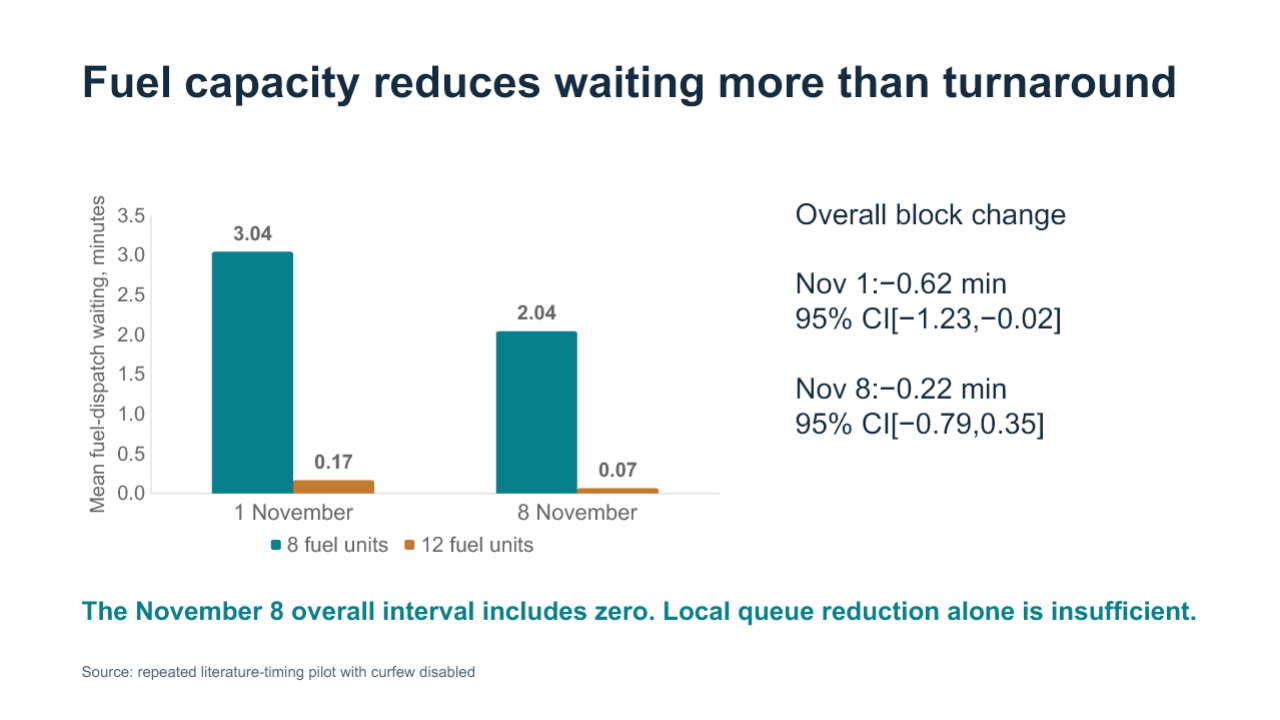 Fuel capacity reduces waiting more than turnaround
Mean fuel-dispatch waiting, minutes
3.5
3.0
2.5
2.0
1.5
1.0
0.5
0.0
3.04
0.17
2.04
0.07
1 November
8 November
8 fuel units
12 fuel units
Overall block change
Nov 1:−0.62 min
95% CI[−1.23,−0.02]
Nov 8:−0.22 min
95% CI[−0.79,0.35]
The November 8 overall interval includes zero. Local queue reduction alone is insufficient.
Source: repeated literature-timing pilot with curfew disabled